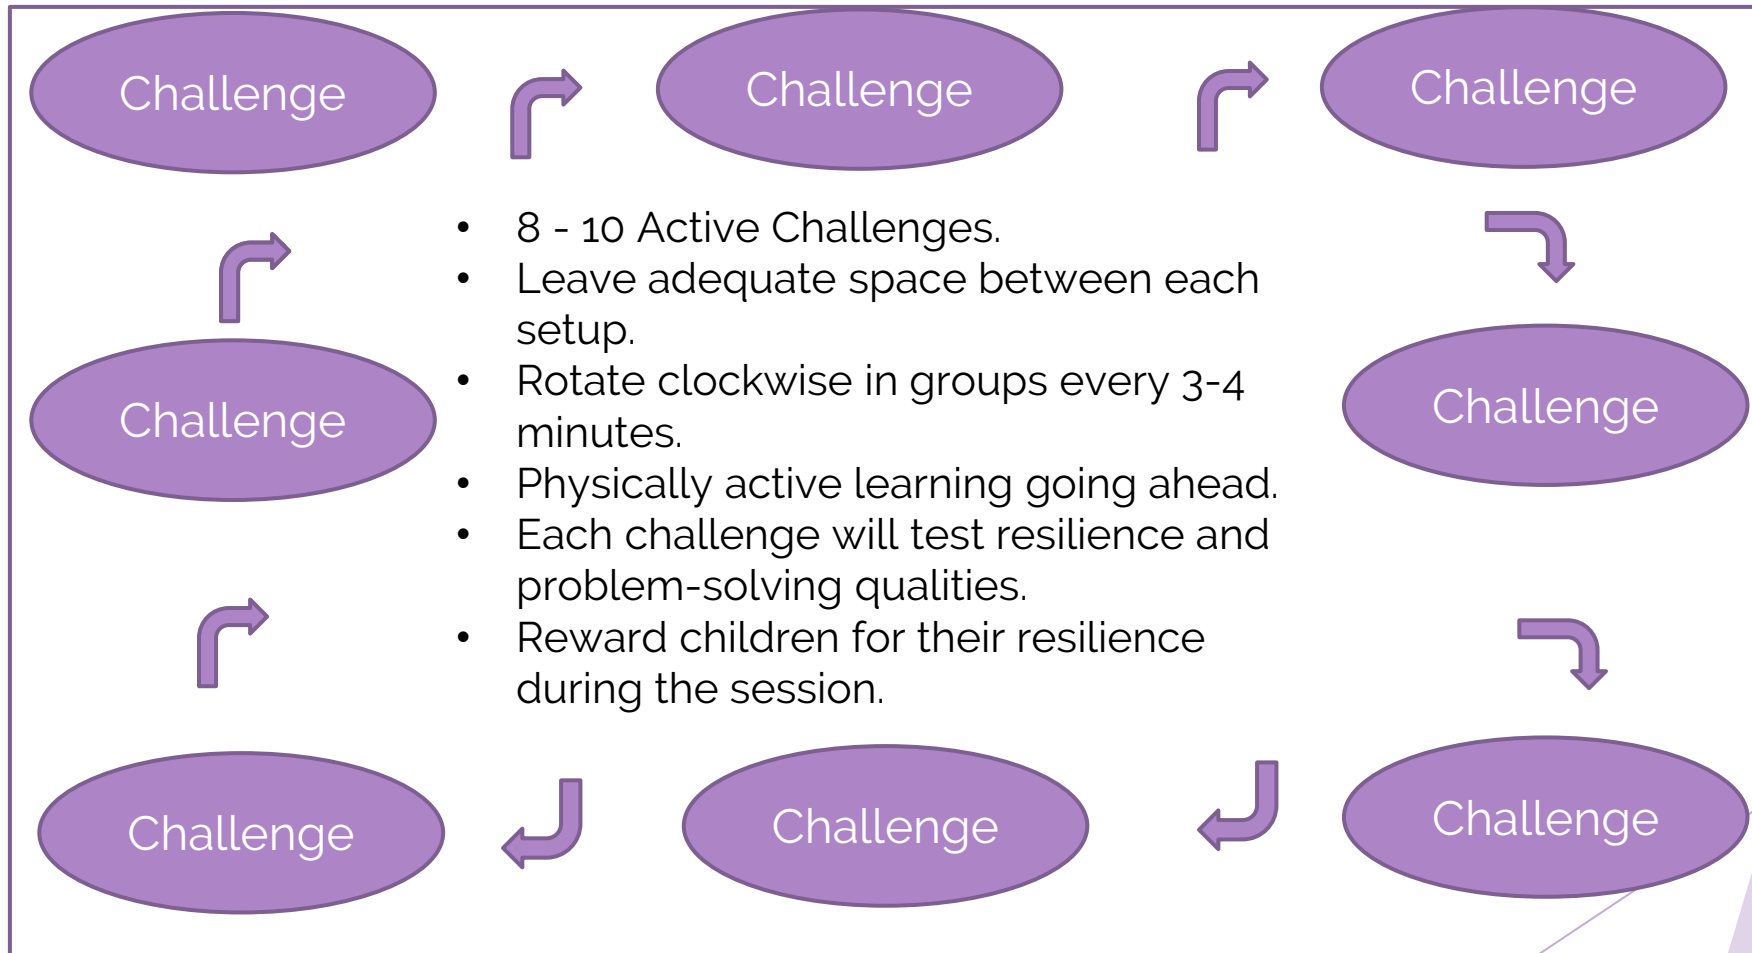 Challenge
Challenge
Challenge
• 8 - 10 Active Challenges.
• Leave adequate space between each
setup.
• Rotate clockwise in groups every 3-4
minutes.
• Physically active learning going ahead.
• Each challenge will test resilience and
problem-solving qualities.
• Reward children for their resilience
during the session.
Challenge
Challenge
Challenge
Challenge
Challenge